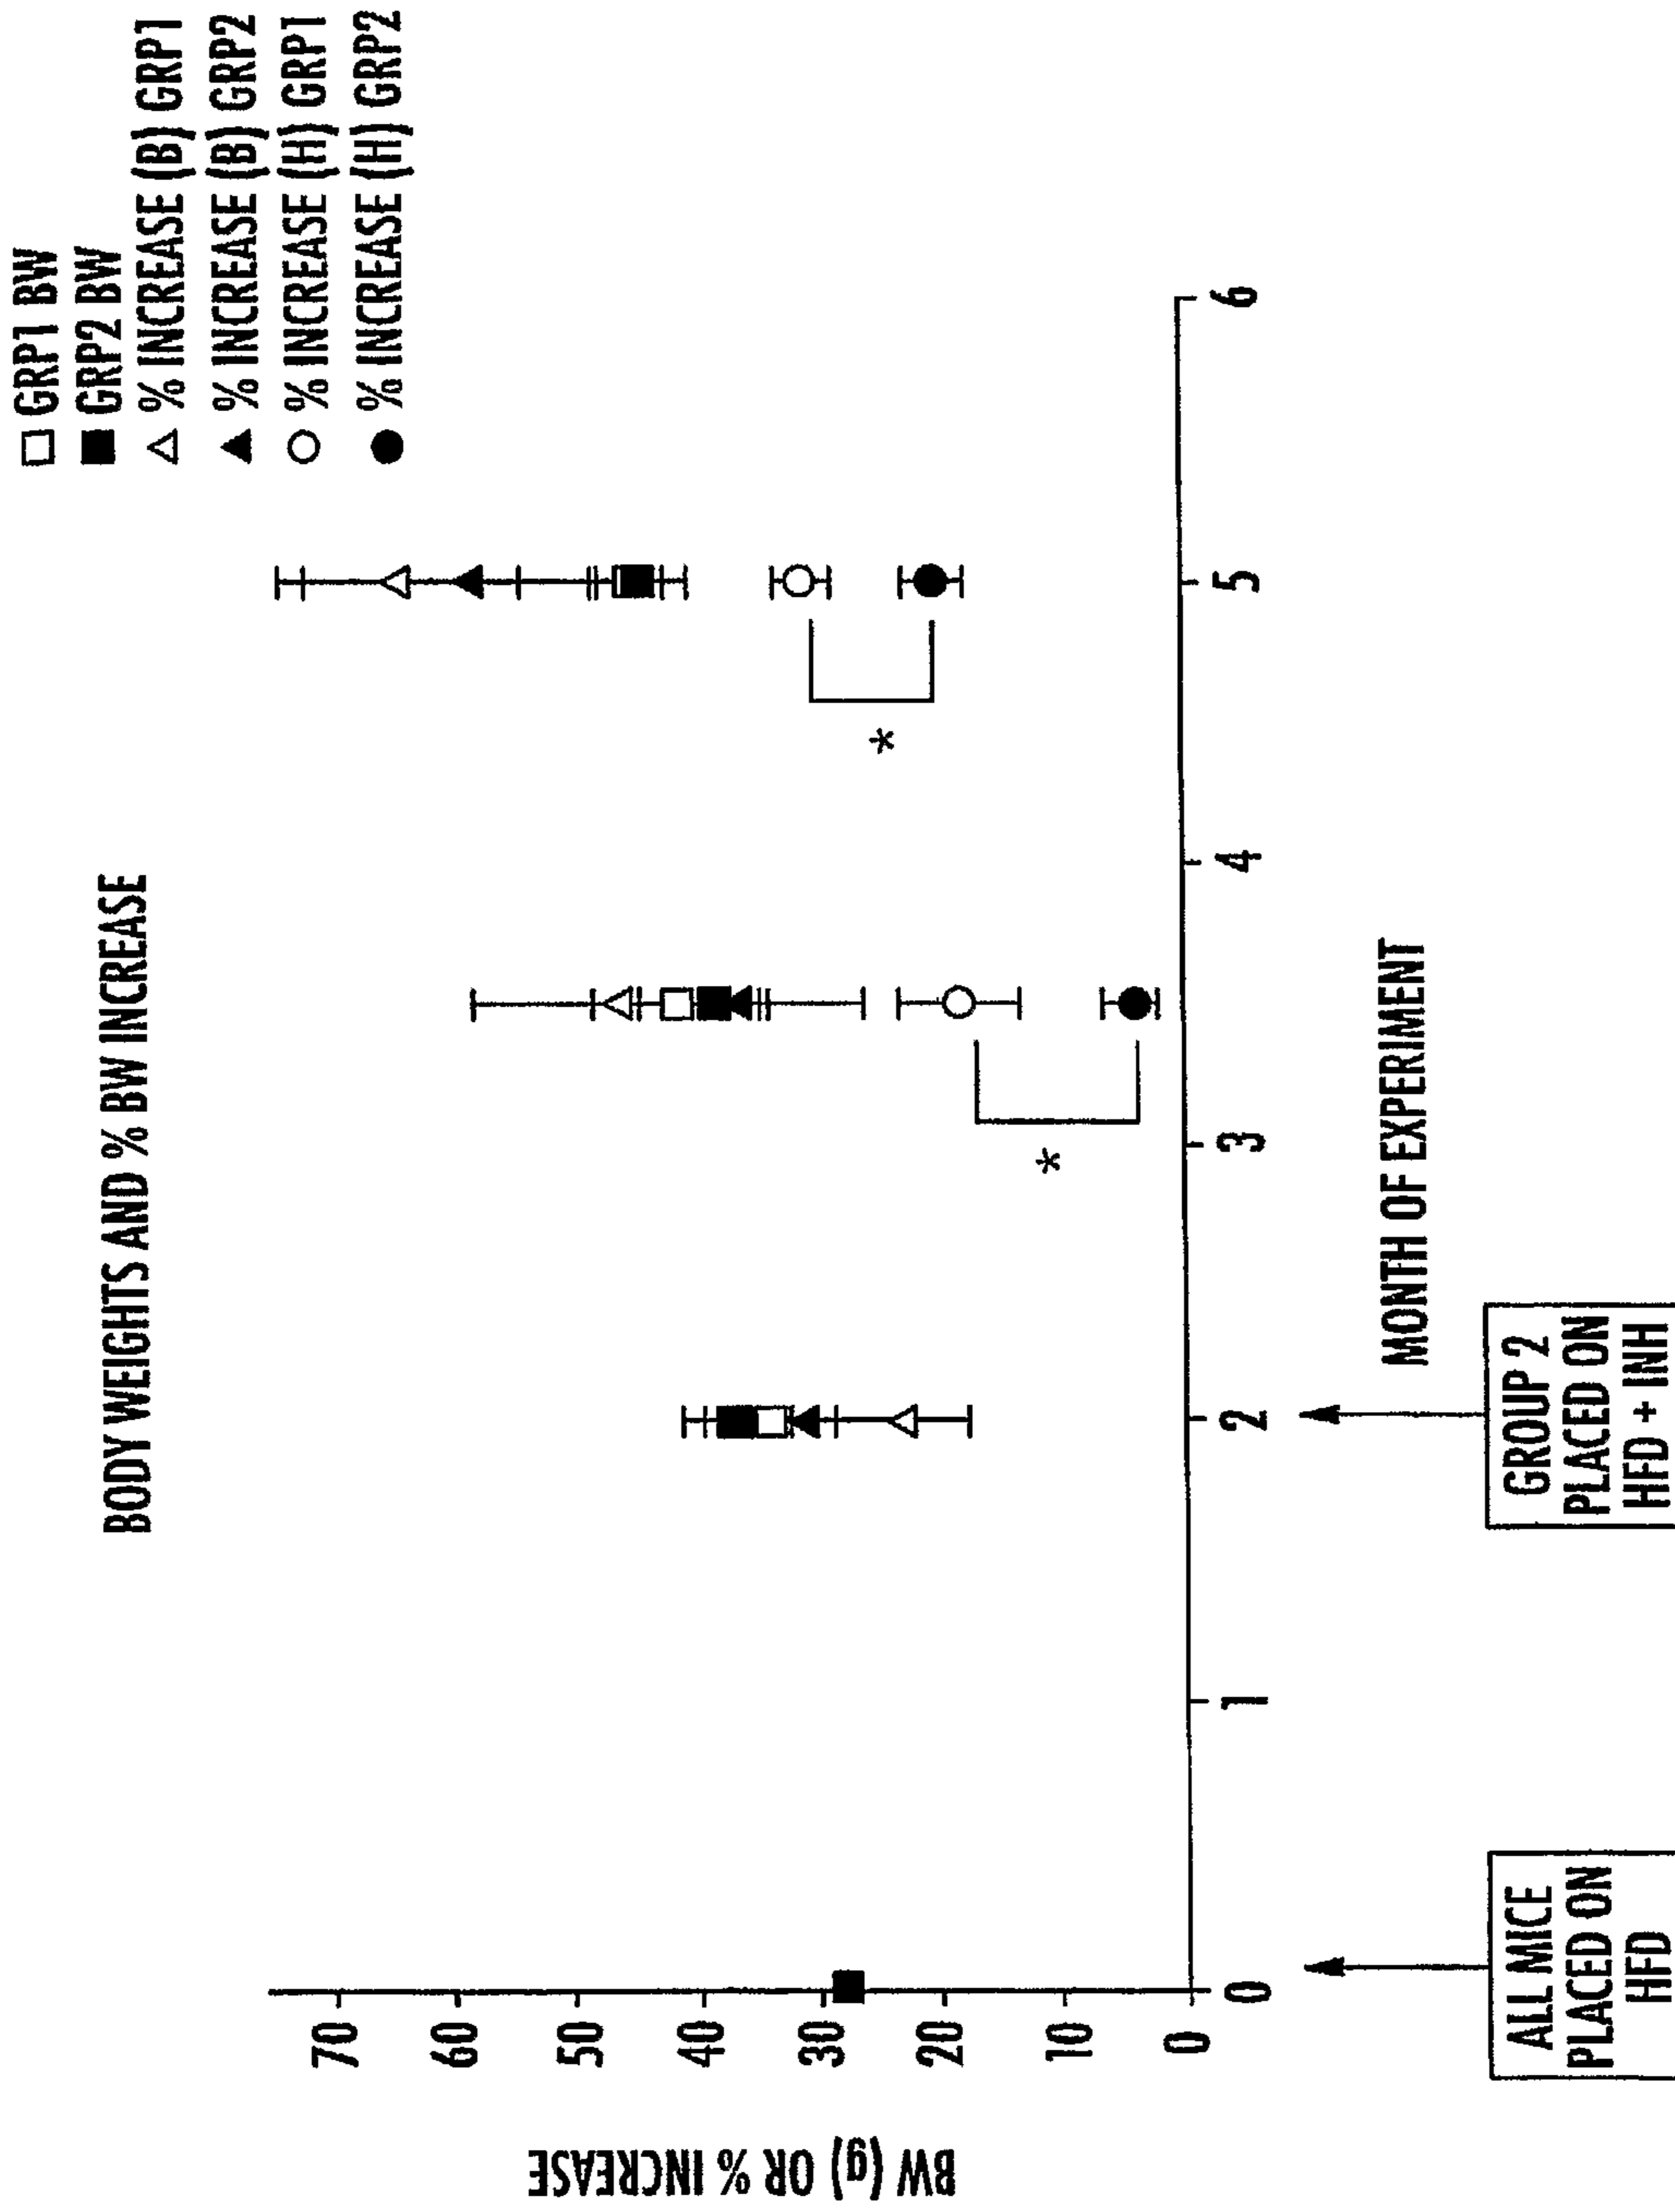 BODY WEIGHTS AND % BW INCREASE
GRP1 BW
GRP2 BW
% INCREASE (B) GRP1
% INCREASE (B) GRP2
% INCREASE (H) GRP1
% INCREASE (H) GRP2
BW (g) OR % INCREASE
70
60
50
40
30
20
10
0
*
*
0
1
2
3
4
5
6
MONTH OF EXPERIMENT
ALL MICE
PLACED ON
HFD
GROUP 2
PLACED ON
HFD + INH